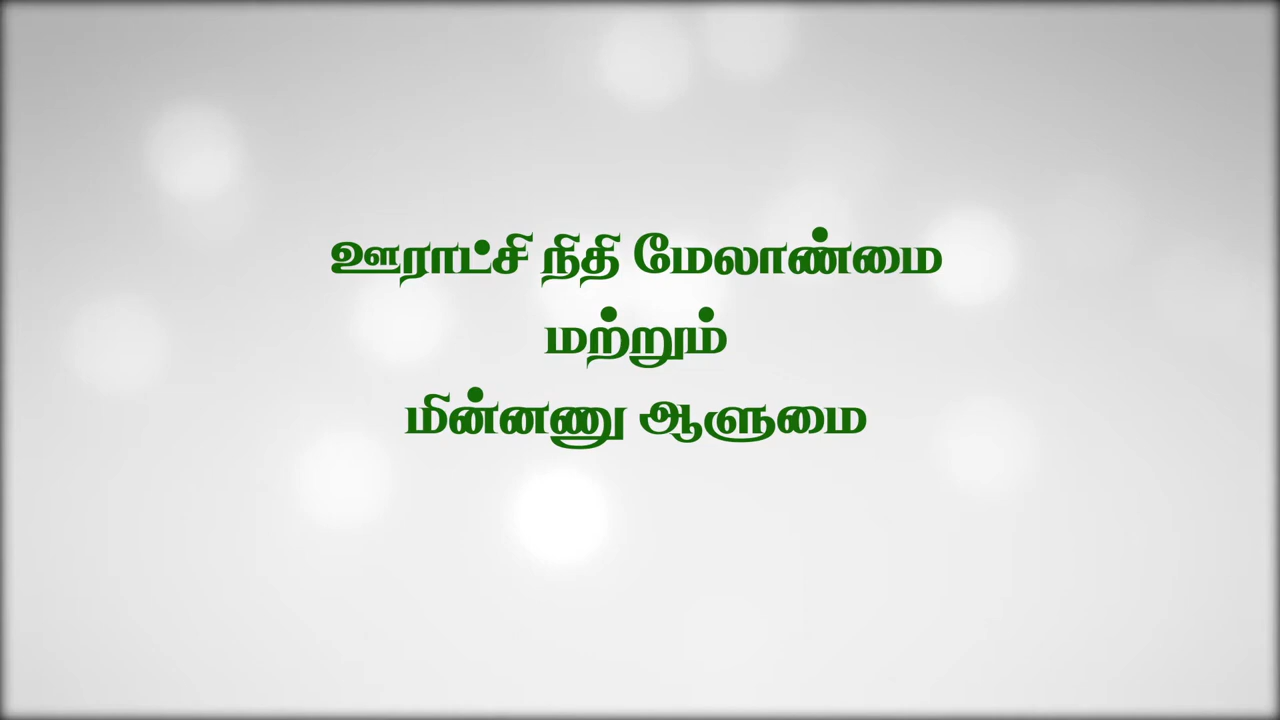 ஊராட்சி நிதி மேலாண்மை
மற்றும்
மின்னணு ஆளுமை